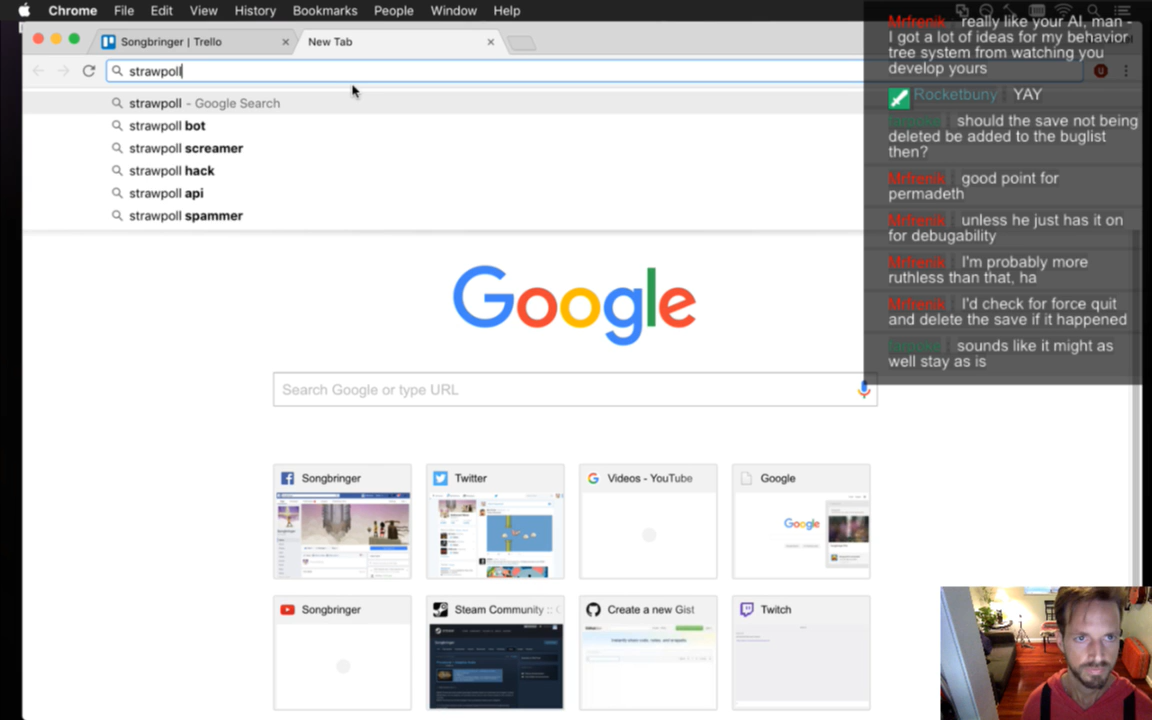 Chrome File Edit View History Bookmarks People Window Help
Songbringer | Trello
New Tab
strawpoll
strawpoll - Google Search
strawpoll bot
strawpoll screamer
strawpoll hack
strawpoll api
strawpoll spammer
Google
Search Google or type URL
Songbringer
Twitter
Videos - YouTube
Google
Songbringer
Steam Community ::
Create a new Gist
Twitch
Mrfrenik really like your AI, man -
I got a lot of ideas for my behavior
tree system from watching you
develop yours
Rocketbuny YAY
should the save not being
deleted be added to the buglist
then?
Mrfrenik good point for
permadeth
Mrfrenik unless he just has it on
for debugability
Mrfrenik I'm probably more
ruthless than that, ha
Mrfrenik I'd check for force quit
and delete the save if it happened
sounds like it might as
well stay as is